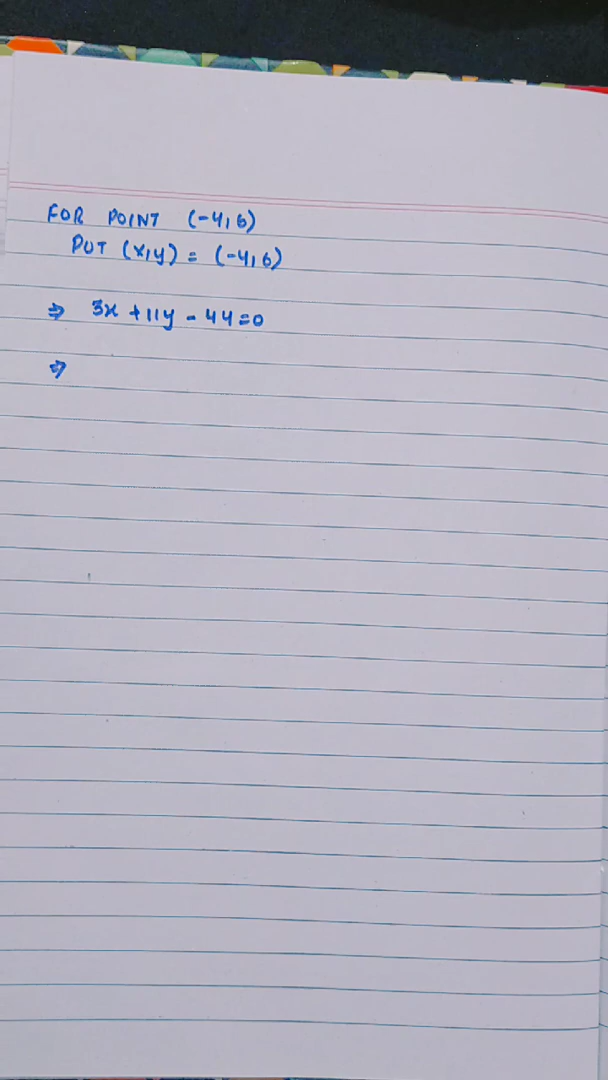 FOR POINT (-4,6)
PUT (x,y) = (-4,6)
⇒ 3x + 11y - 44=0
⇒